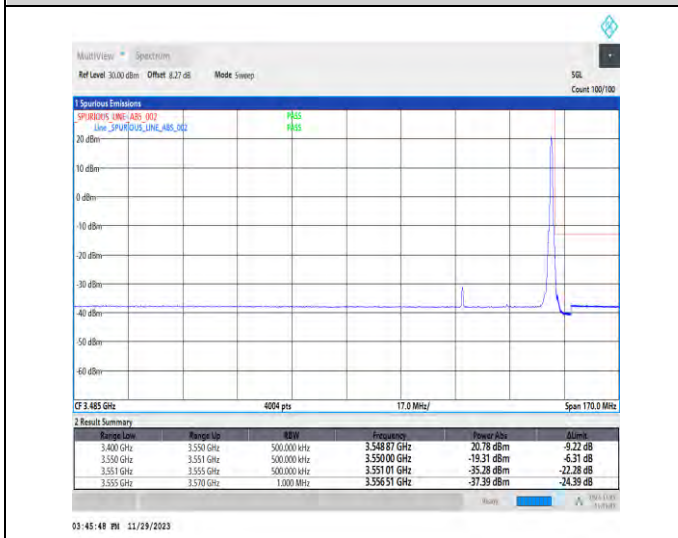 MultiView Spectrum
Ref Level 30.00 dBm Offset 8.27 dB Mode Sweep SGL
Count 100/100
1 Spurious Emissions
_SPURIOUS_LINE_ABS_002 PASS
Line _SPURIOUS_LINE_ABS_002 PASS
20 dBm
10 dBm
0 dBm
-10 dBm
-20 dBm
-30 dBm
-40 dBm
-50 dBm
-60 dBm
CF 3.485 GHz 4004 pts 17.0 MHz/ Span 170.0 MHz
2 Result Summary
Range Low Range Up RBW Frequency Power Abs ΔLimit
3.400 GHz 3.550 GHz 500.000 kHz 3.548 87 GHz 20.78 dBm -9.22 dB
3.550 GHz 3.551 GHz 500.000 kHz 3.550 00 GHz -19.31 dBm -6.31 dB
3.551 GHz 3.555 GHz 500.000 kHz 3.551 01 GHz -35.28 dBm -22.28 dB
3.555 GHz 3.570 GHz 1.000 MHz 3.556 51 GHz -37.39 dBm -24.39 dB
03:45:48 PM 11/29/2023